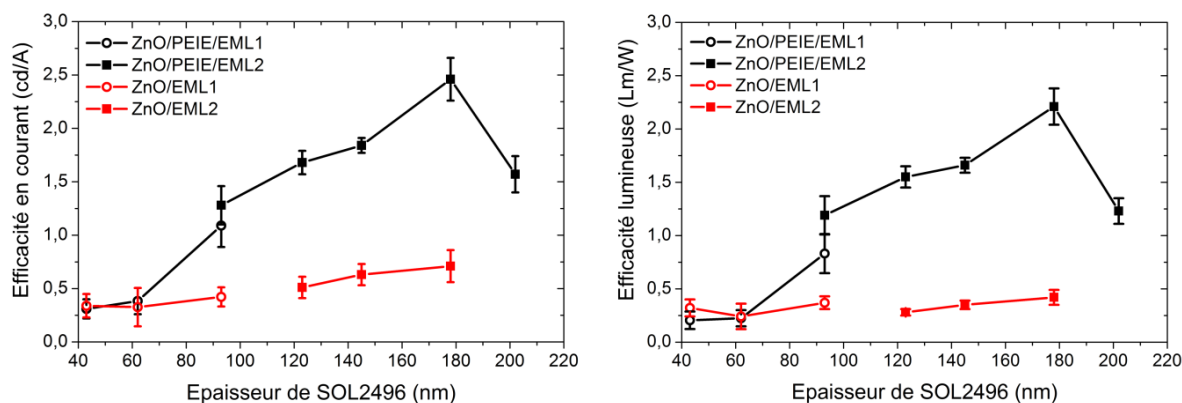 Efficacité en courant (cd/A)
3,0
2,5
2,0
1,5
1,0
0,5
0,0
ZnO/PEIE/EML1
ZnO/PEIE/EML2
ZnO/EML1
ZnO/EML2
40 60 80 100 120 140 160 180 200 220
Epaisseur de SOL2496 (nm)
Efficacité lumineuse (Lm/W)
3,0
2,5
2,0
1,5
1,0
0,5
0,0
ZnO/PEIE/EML1
ZnO/PEIE/EML2
ZnO/EML1
ZnO/EML2
40 60 80 100 120 140 160 180 200 220
Epaisseur de SOL2496 (nm)